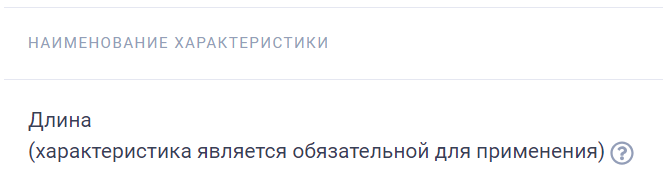 НАИМЕНОВАНИЕ ХАРАКТЕРИСТИКИ
Длина
(характеристика является обязательной для применения) ?